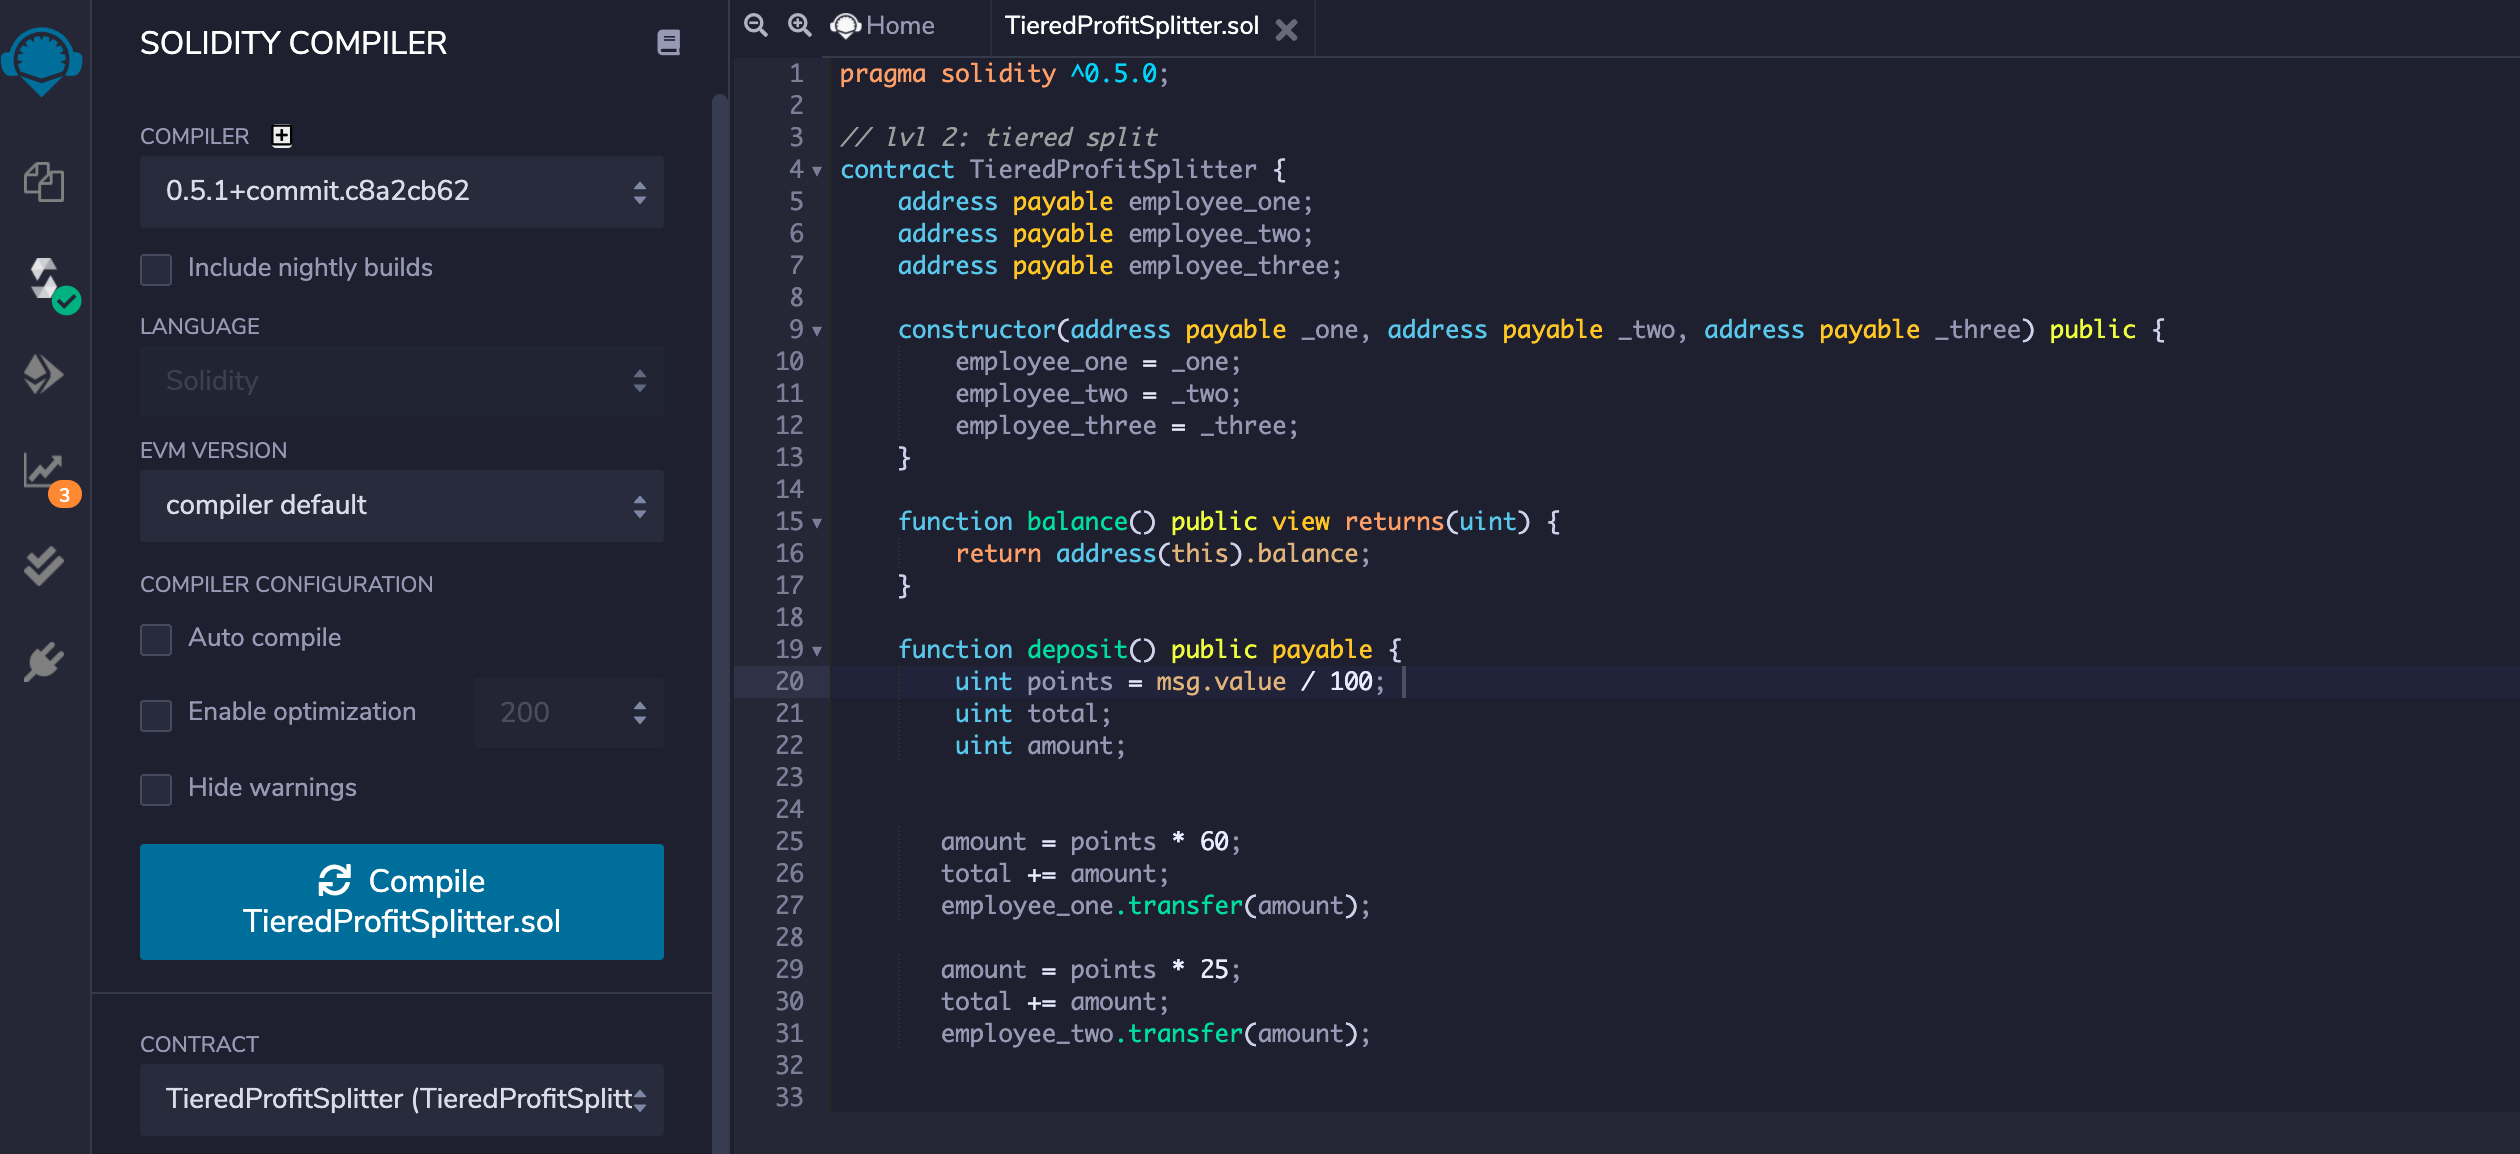 SOLIDITY COMPILER
COMPILER
0.5.1+commit.c8a2cb62
Include nightly builds
LANGUAGE
Solidity
EVM VERSION
compiler default
COMPILER CONFIGURATION
Auto compile
Enable optimization
200
Hide warnings
Compile
TieredProfitSplitter.sol
CONTRACT
TieredProfitSplitter (TieredProfitSplitt
3
Home
TieredProfitSplitter.sol
1 pragma solidity ^0.5.0;
2
3 // lvl 2: tiered split
4 contract TieredProfitSplitter {
5 address payable employee_one;
6 address payable employee_two;
7 address payable employee_three;
8
9 constructor(address payable _one, address payable _two, address payable _three) public {
10 employee_one = _one;
11 employee_two = _two;
12 employee_three = _three;
13 }
14
15 function balance() public view returns(uint) {
16 return address(this).balance;
17 }
18
19 function deposit() public payable {
20 uint points = msg.value / 100;
21 uint total;
22 uint amount;
23
24
25 amount = points * 60;
26 total += amount;
27 employee_one.transfer(amount);
28
29 amount = points * 25;
30 total += amount;
31 employee_two.transfer(amount);
32
33